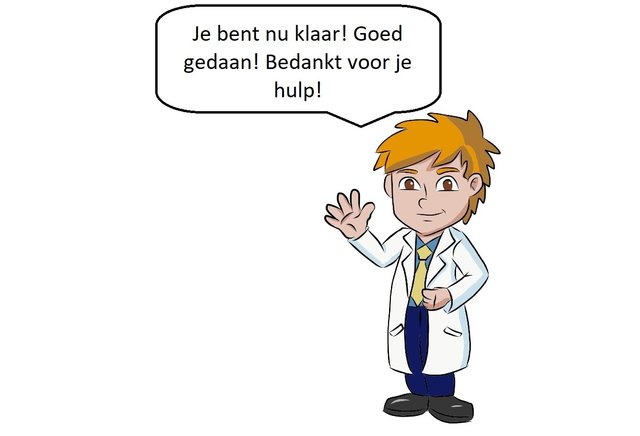 Je bent nu klaar! Goed
gedaan! Bedankt voor je
hulp!